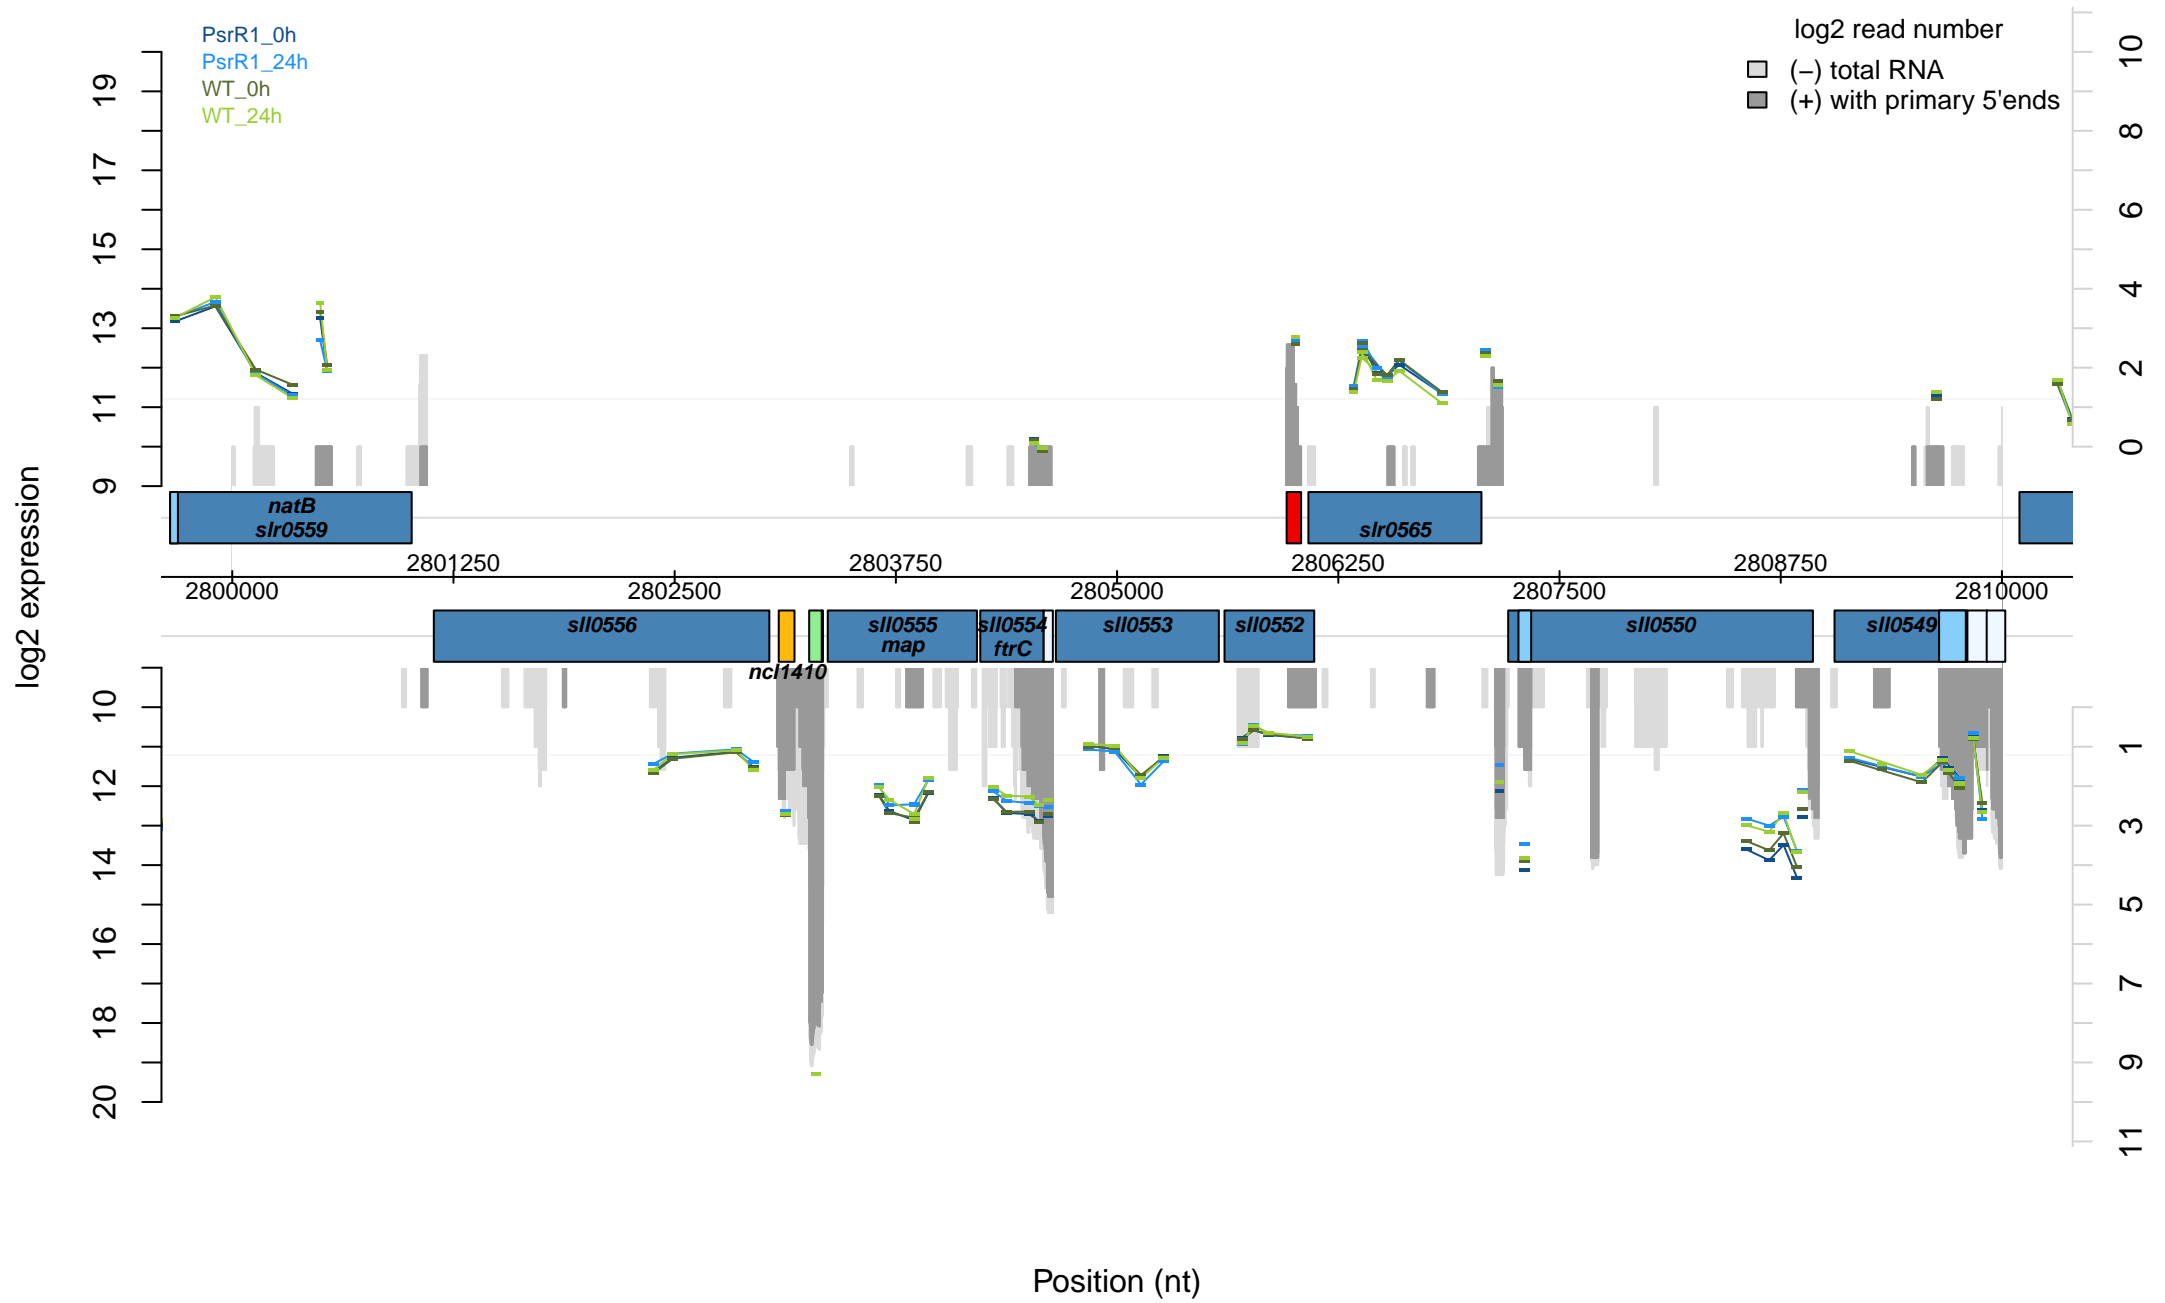 PsrR1_0h
PsrR1_24h
WT_0h
WT_24h
log2 read number
(−) total RNA
(+) with primary 5'ends
19
17
15
13
11
9
10
8
6
4
2
0
log2 expression
natB
slr0559
slr0565
2801250
2803750
2806250
2808750
2800000
2802500
2805000
2807500
2810000
sll0556
sll0555
map
sll0554
ftrC
sll0553
sll0552
sll0550
sll0549
ncl1410
10
12
14
16
18
20
1
3
5
7
9
11
Position (nt)